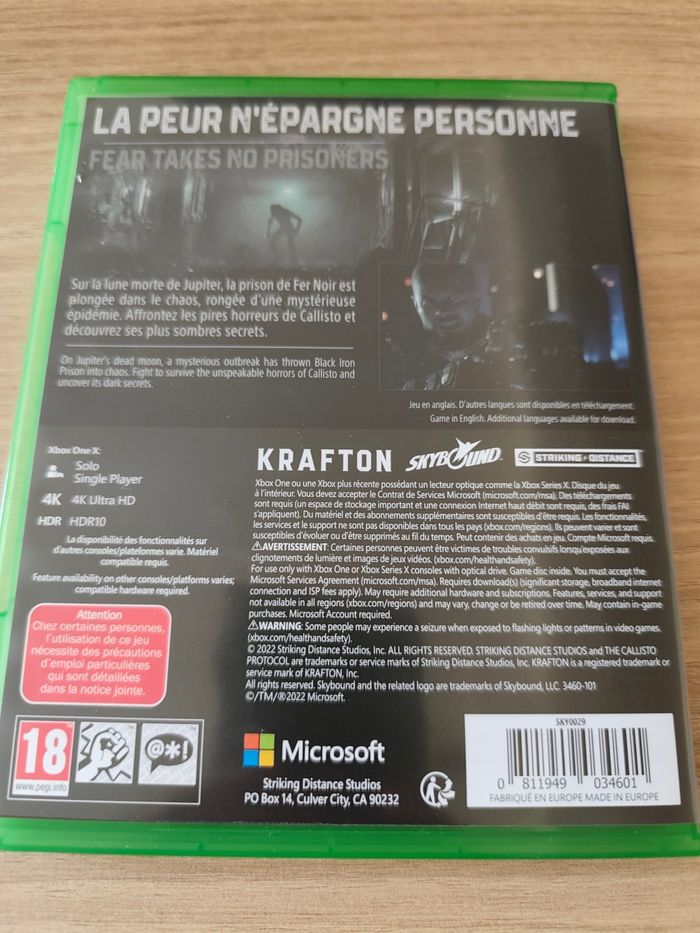 LA PEUR N'ÉPARGNE PERSONNE
FEAR TAKES NO PRISONERS
Sur la lune morte de Jupiter, la prison de Fer Noir est
plongée dans le chaos, rongée d'une mystérieuse
épidémie. Affrontez les pires horreurs de Callisto et
découvrez ses plus sombres secrets.
On Jupiter's dead moon, a mysterious outbreak has thrown Black Iron
Prison into chaos. Fight to survive the unspeakable horrors of Callisto and
uncover its dark secrets.
Jeu en anglais. D'autres langues sont disponibles en téléchargement.
Game in English. Additional languages available for download.
Xbox One X:
Solo
Single Player
4K 4K Ultra HD
HDR HDR10
La disponibilité des fonctionnalités sur
d'autres consoles/plateformes varie. Matériel
compatible requis.
Feature availability on other consoles/platforms varies;
compatible hardware required.
Attention
Chez certaines personnes,
l'utilisation de ce jeu
nécessite des précautions
d'emploi particulières
qui sont détaillées
dans la notice jointe.
KRAFTON SKYBOUND STRIKING DISTANCE
Xbox One ou une Xbox plus récente possédant un lecteur optique comme la Xbox Series X. Disque du jeu
à l'intérieur. Vous devez accepter le Contrat de Services Microsoft (microsoft.com/msa). Des téléchargements
sont requis (un espace de stockage important et une connexion Internet haut débit sont requis, des frais FAI
s'appliquent). Du matériel et des abonnements supplémentaires sont susceptibles d'être requis. Les fonctionnalités,
les services et le support ne sont pas disponibles dans tous les pays (xbox.com/regions). Ils peuvent varier et sont
susceptibles d'évoluer ou d'être supprimés au fil du temps. Peut contenir des achats en jeu. Compte Microsoft requis.
⚠AVERTISSEMENT: Certaines personnes peuvent être victimes de troubles convulsifs lorsqu'exposées aux
clignotements de lumière et images de jeux vidéos. (xbox.com/healthandsafety).
For use only with Xbox One or Xbox Series X consoles with optical drive. Game disc inside. You must accept the
Microsoft Services Agreement (microsoft.com/msa). Requires download(s) (significant storage, broadband internet
connection and ISP fees apply). May require additional hardware and subscriptions. Features, services, and support
not available in all regions (xbox.com/regions) and may vary, change or be retired over time. May contain in-game
purchases. Microsoft Account required.
⚠WARNING: Some people may experience a seizure when exposed to flashing lights or patterns in video games.
(xbox.com/healthandsafety).
© 2022 Striking Distance Studios, Inc. ALL RIGHTS RESERVED. STRIKING DISTANCE STUDIOS and THE CALLISTO
PROTOCOL are trademarks or service marks of Striking Distance Studios, Inc. KRAFTON is a registered trademark or
service mark of KRAFTON, Inc.
All rights reserved. Skybound and the related logo are trademarks of Skybound, LLC. 3460-101
©/TM/®2022 Microsoft.
18
www.pegi.info
@*!
Microsoft
Striking Distance Studios
PO Box 14, Culver City, CA 90232
SKY0029
0 811949 034601
FABRIQUÉ EN EUROPE MADE IN EUROPE